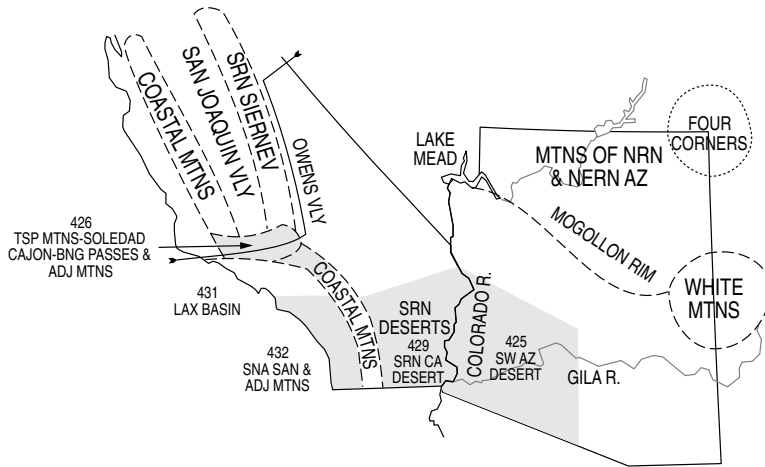 COASTAL MTNS
SAN JOAQUIN VLY
SRN SIERNEV
OWENS VLY
LAKE
MEAD
FOUR
CORNERS
MTNS OF NRN
& NERN AZ
MOGOLLON RIM
WHITE
MTNS
426
TSP MTNS-SOLEDAD
CAJON-BNG PASSES &
ADJ MTNS
431
LAX BASIN
COASTAL MTNS
SRN
DESERTS
429
SRN CA
DESERT
COLORADO R.
425
SW AZ
DESERT
GILA R.
432
SNA SAN &
ADJ MTNS